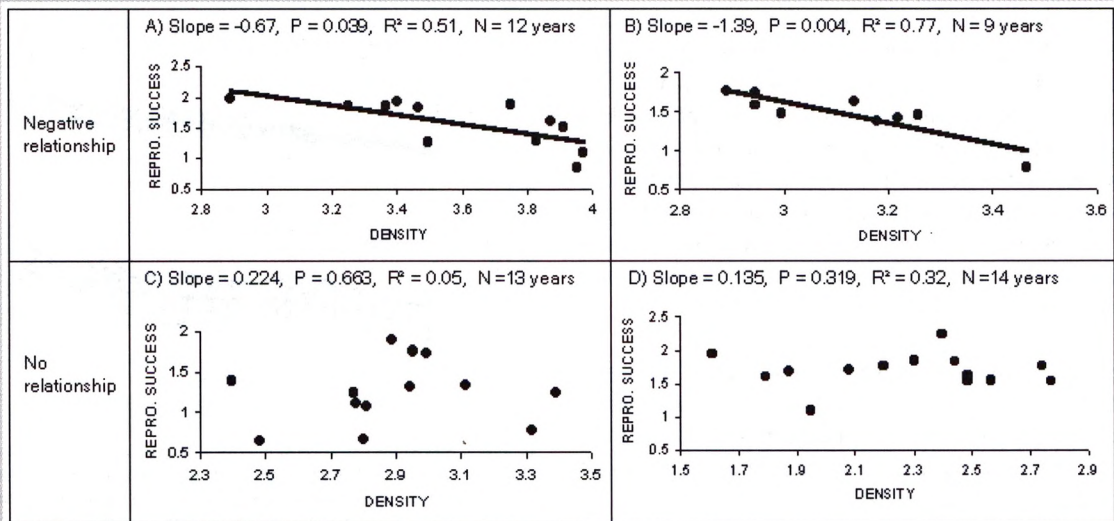 A) Slope = -0.67, P = 0.039, R² = 0.51, N = 12 years
B) Slope = -1.39, P = 0.004, R² = 0.77, N = 9 years
Negative
relationship
REPRO. SUCCESS
2.5
2
1.5
1
0.5
2.8 3 3.2 3.4 3.6 3.8 4
DENSITY
REPRO. SUCCESS
2
1.5
1
0.5
2.8 3 3.2 3.4 3.6
DENSITY
C) Slope = 0.224, P = 0.663, R² = 0.05, N =13 years
D) Slope = 0.135, P = 0.319, R² = 0.32, N =14 years
No
relationship
REPRO. SUCCESS
2
1.5
1
0.5
2.3 2.5 2.7 2.9 3.1 3.3 3.5
DENSITY
REPRO. SUCCESS
2.5
2
1.5
1
0.5
1.5 1.7 1.9 2.1 2.3 2.5 2.7 2.9
DENSITY